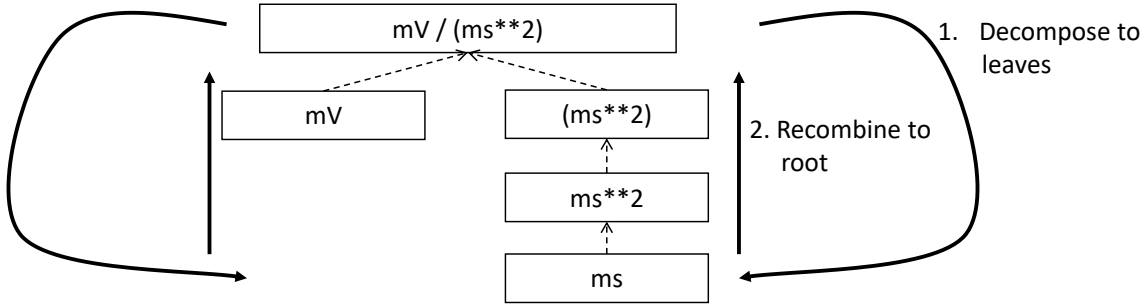 mV / (ms**2)
1. Decompose to
leaves
mV
(ms**2)
2. Recombine to
root
ms**2
ms